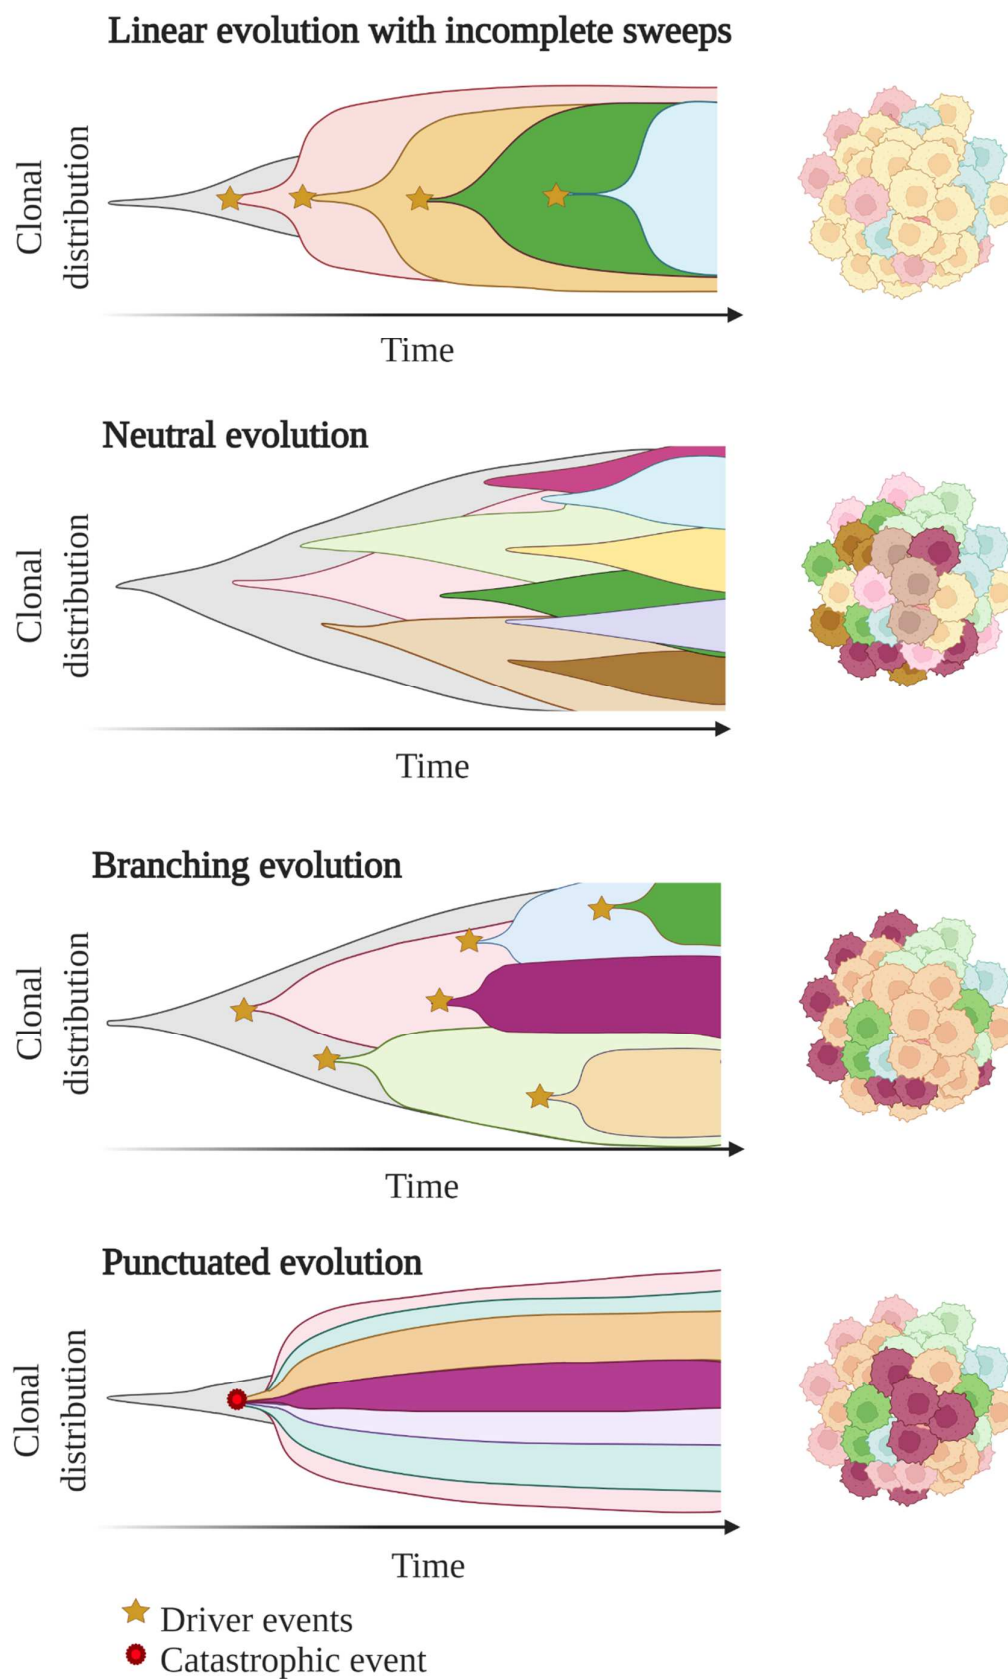 Linear evolution with incomplete sweeps
Clonal
distribution
Time
Neutral evolution
Clonal
distribution
Time
Branching evolution
Clonal
distribution
Time
Punctuated evolution
Clonal
distribution
Time
Driver events
Catastrophic event